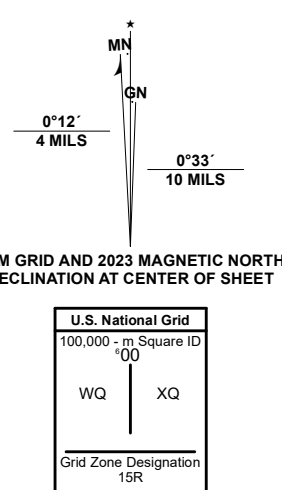 ★
MN
GN
0°12´
4 MILS
0°33´
10 MILS
M GRID AND 2023 MAGNETIC NORTH
ECLINATION AT CENTER OF SHEET
U.S. National Grid
100,000 - m Square ID
⁶00
WQ XQ
Grid Zone Designation
15R